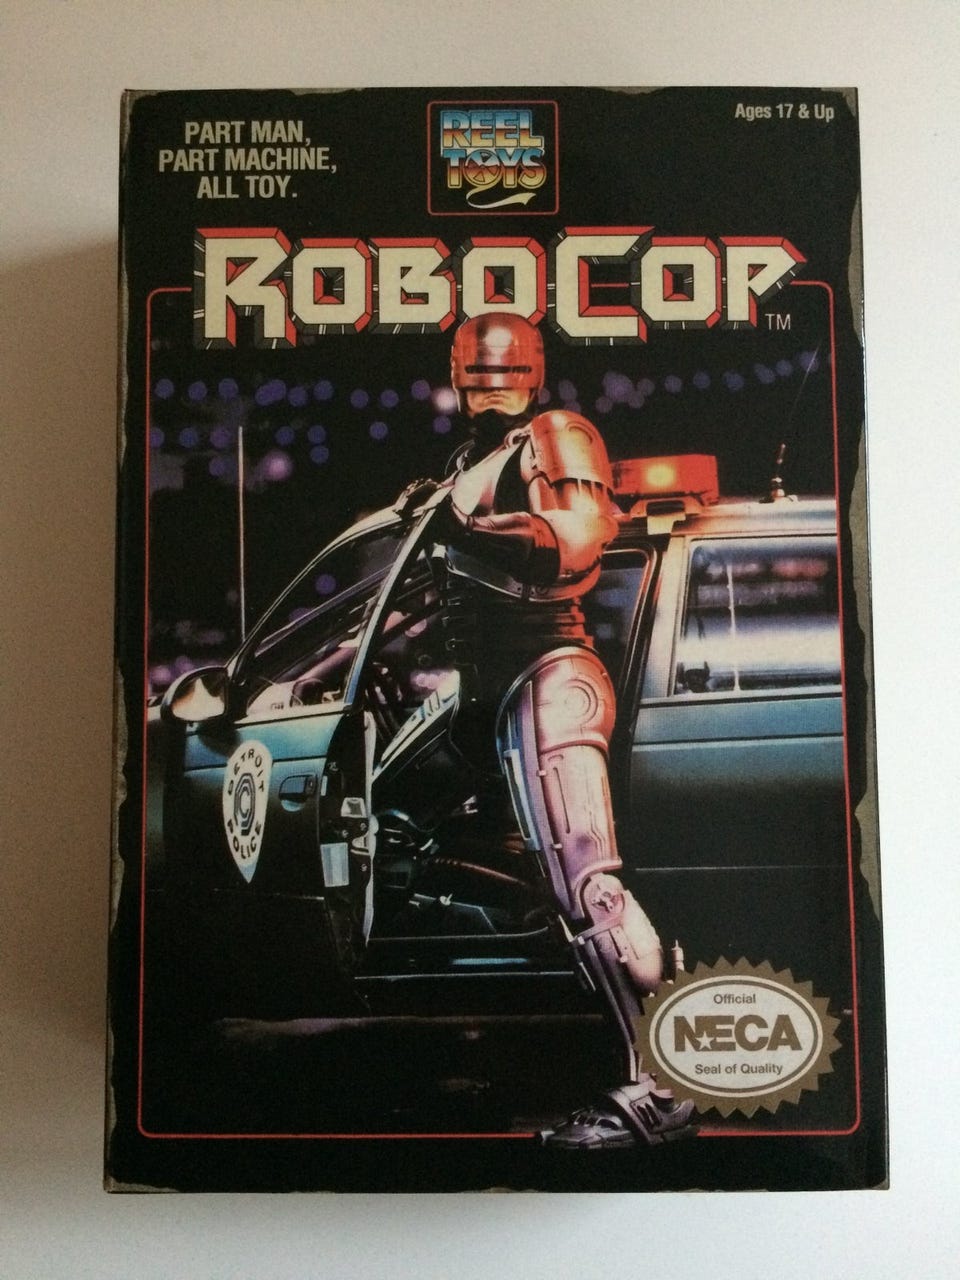 PART MAN,
PART MACHINE,
ALL TOY.
REEL
TOYS
Ages 17 & Up
ROBOCOP
TM
DETROIT
POLICE
Official
NECA
Seal of Quality